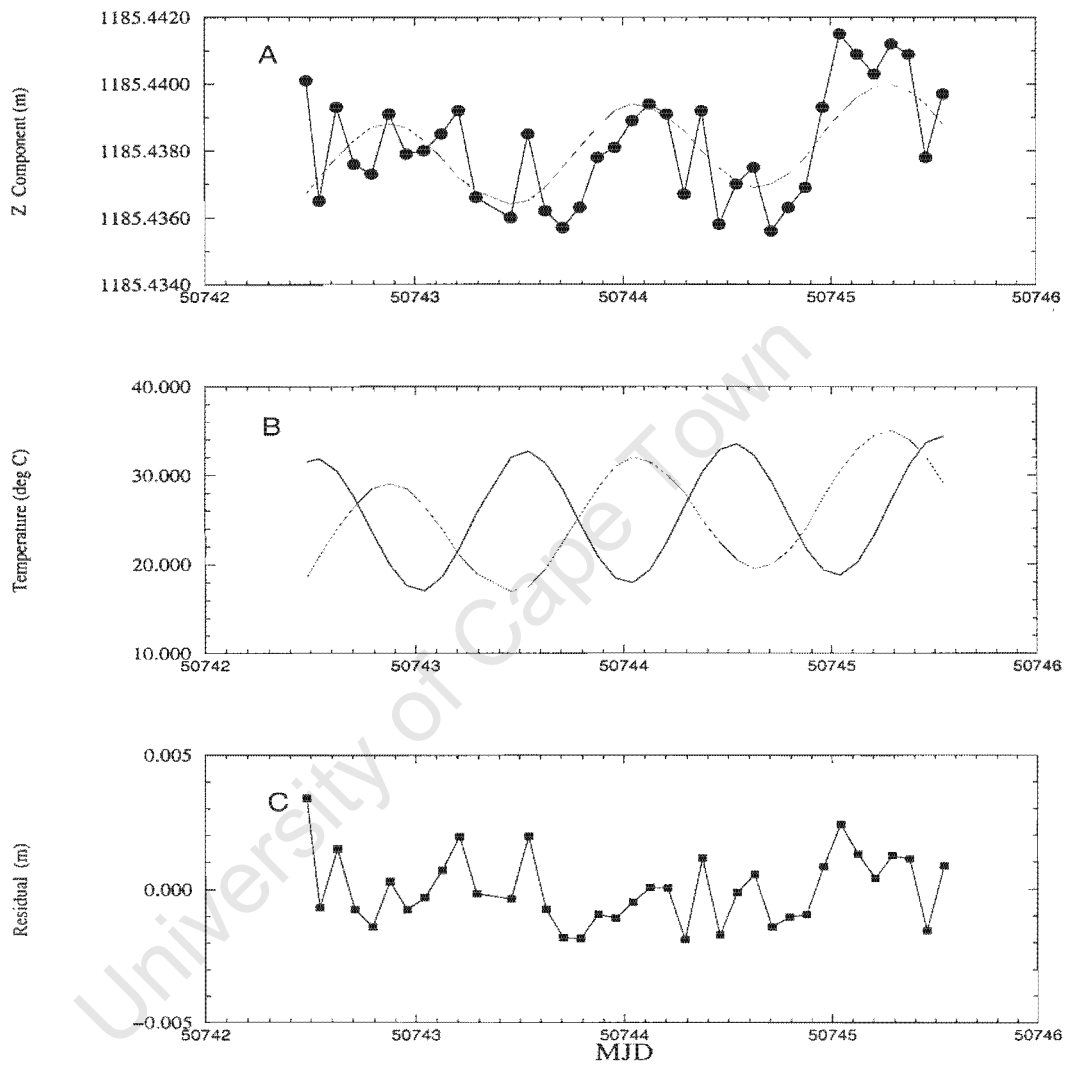 1185.4420
A
1185.4400
1185.4380
Z Component (m)
1185.4360
1185.4340
50742 50743 50744 50745 50746
40.000
B
30.000
Temperature (deg C)
20.000
10.000
50742 50743 50744 50745 50746
0.005
C
0.000
Residual (m)
-0.005
50742 50743 50744 50745 50746
MJD
University of Cape Town